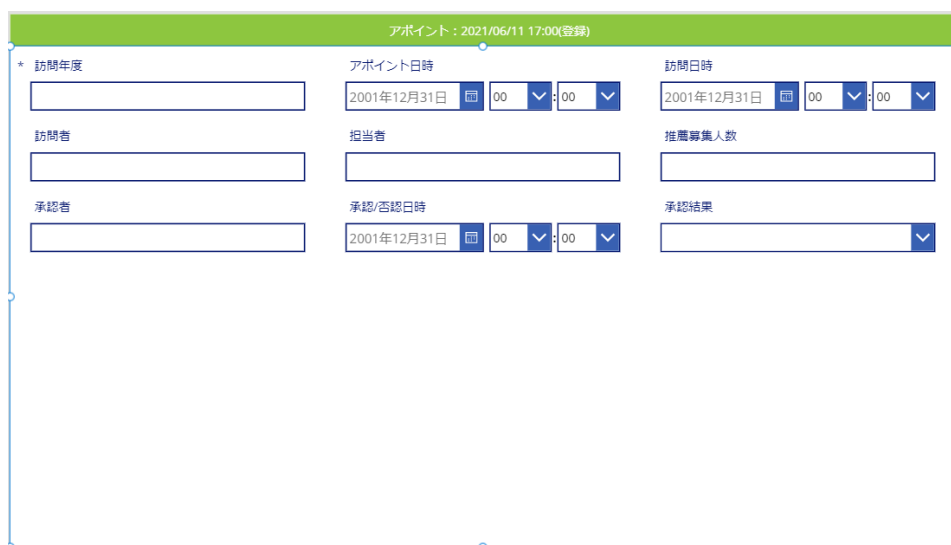 アポイント：2021/06/11 17:00(登録)
* 訪問年度 アポイント日時 訪問日時
2001年12月31日 00 : 00 2001年12月31日 00 : 00
訪問者 担当者 推薦募集人数
承認者 承認/否認日時 承認結果
2001年12月31日 00 : 00